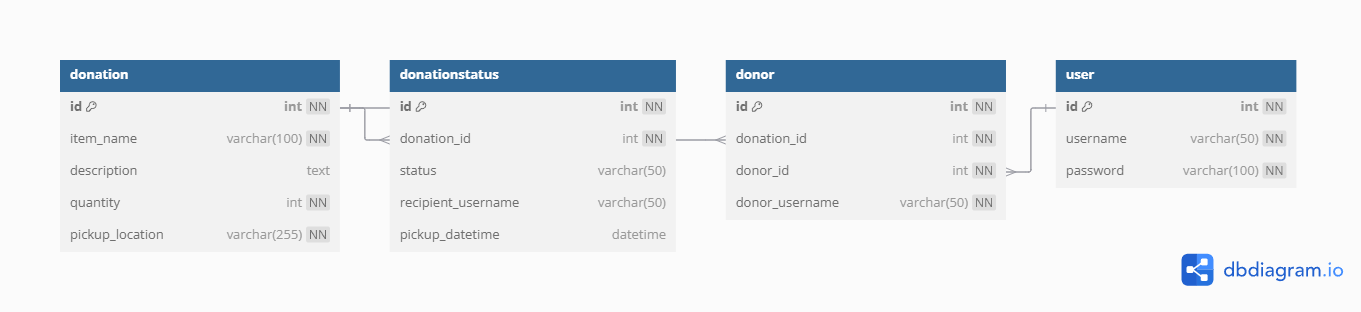 donation
id int NN
item_name varchar(100) NN
description text
quantity int NN
pickup_location varchar(255) NN
donationstatus
id int NN
donation_id int NN
status varchar(50)
recipient_username varchar(50)
pickup_datetime datetime
donor
id int NN
donation_id int NN
donor_id int NN
donor_username varchar(50) NN
user
id int NN
username varchar(50) NN
password varchar(100) NN
dbdiagram.io